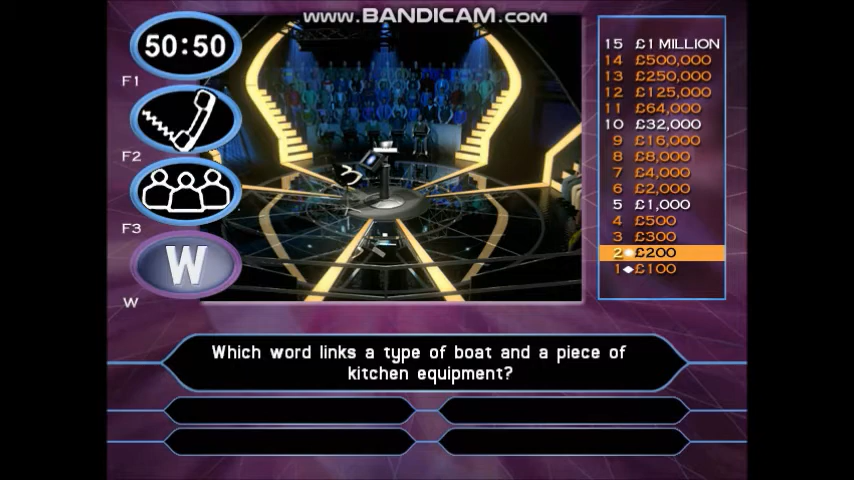 www.BANDICAM.com
50:50
F1
F2
F3
W
W
15 £1 MILLION
14 £500,000
13 £250,000
12 £125,000
11 £64,000
10 £32,000
9 £16,000
8 £8,000
7 £4,000
6 £2,000
5 £1,000
4 £500
3 £300
2 £200
1 £100
Which word links a type of boat and a piece of
kitchen equipment?